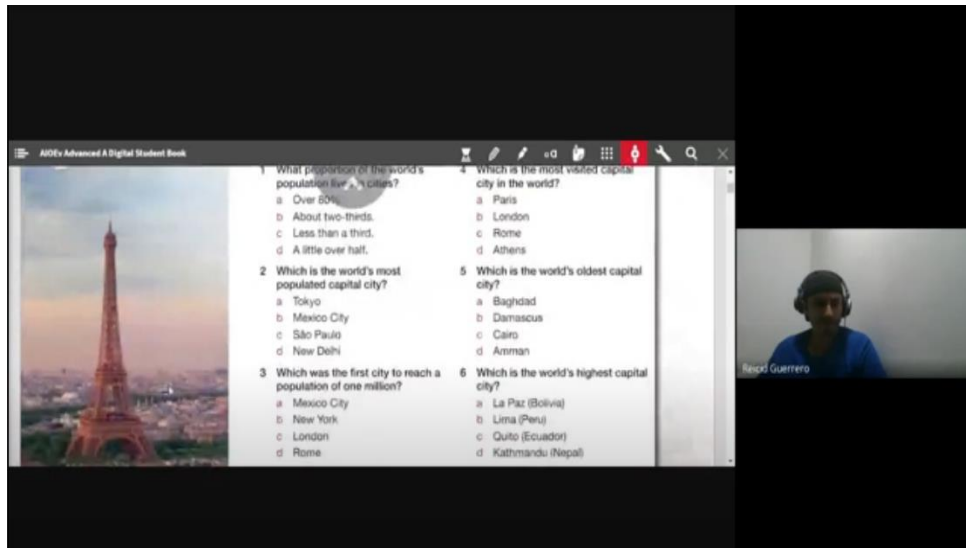 AIOEv Advanced A Digital Student Book
1 What proportion of the world's
population lives in cities?
a Over 80%.
b About two-thirds.
c Less than a third.
d A little over half.
2 Which is the world's most
populated capital city?
a Tokyo
b Mexico City
c São Paulo
d New Delhi
3 Which was the first city to reach a
population of one million?
a Mexico City
b New York
c London
d Rome
4 Which is the most visited capital
city in the world?
a Paris
b London
c Rome
d Athens
5 Which is the world's oldest capital
city?
a Baghdad
b Damascus
c Cairo
d Amman
6 Which is the world's highest capital
city?
a La Paz (Bolivia)
b Lima (Peru)
c Quito (Ecuador)
d Kathmandu (Nepal)
Guerrero